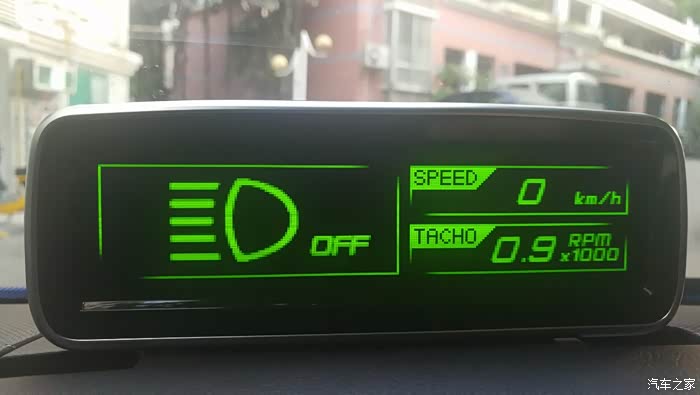 OFF
SPEED 0 km/h
TACHO 0.9 RPM x1000
汽车之家